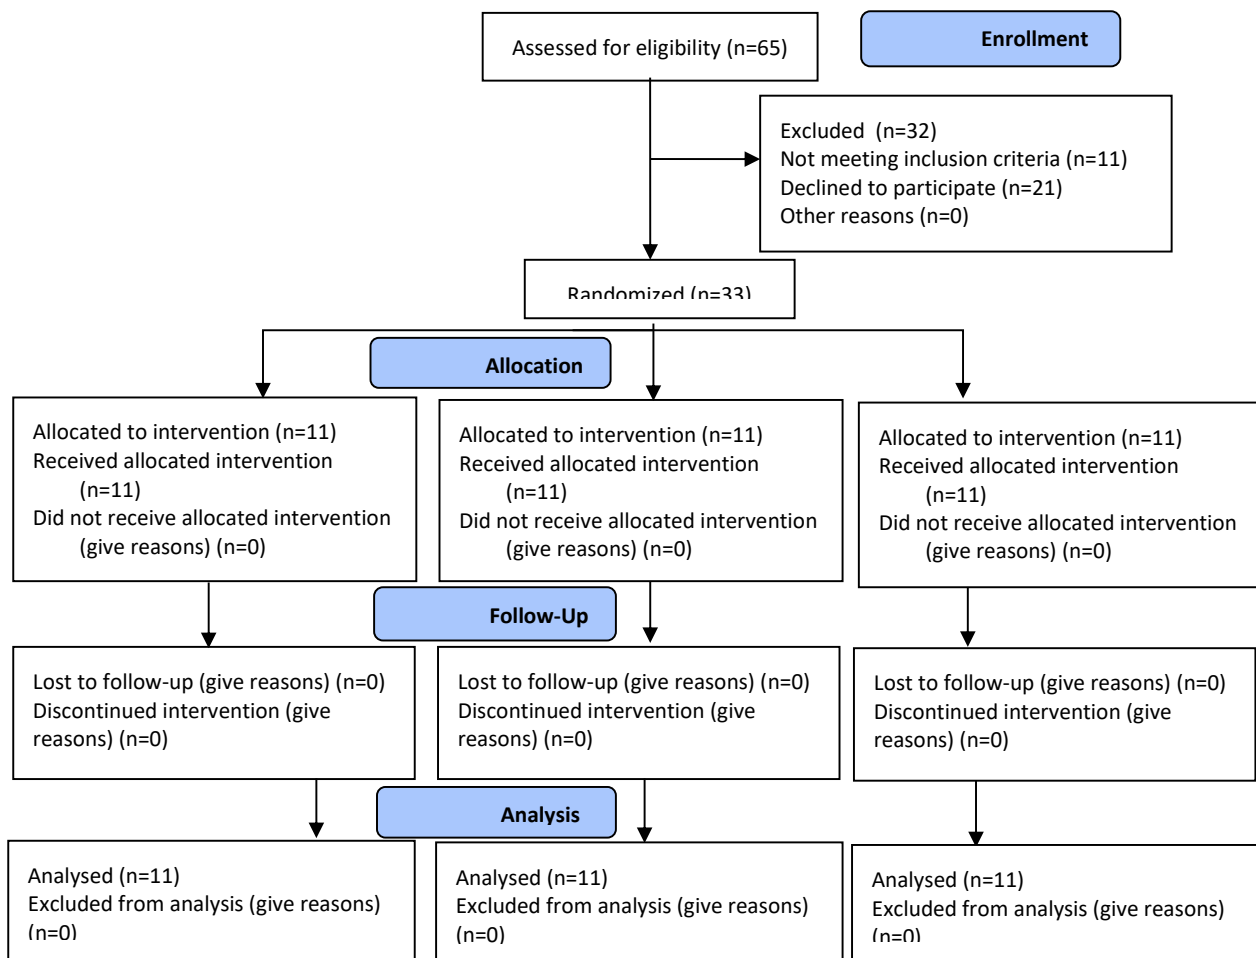 Assessed for eligibility (n=65)
Enrollment
Excluded  (n=32)
Not meeting inclusion criteria (n=11)
Declined to participate (n=21)
Other reasons (n=0)
Randomized (n=33)
Allocation
Allocated to intervention (n=11)
Received allocated intervention
(n=11)
Did not receive allocated intervention
(give reasons) (n=0)
Allocated to intervention (n=11)
Received allocated intervention
(n=11)
Did not receive allocated intervention
(give reasons) (n=0)
Allocated to intervention (n=11)
Received allocated intervention
(n=11)
Did not receive allocated intervention
(give reasons) (n=0)
Follow-Up
Lost to follow-up (give reasons) (n=0)
Discontinued intervention (give
reasons) (n=0)
Lost to follow-up (give reasons) (n=0)
Discontinued intervention (give
reasons) (n=0)
Lost to follow-up (give reasons) (n=0)
Discontinued intervention (give
reasons) (n=0)
Analysis
Analysed (n=11)
Excluded from analysis (give reasons)
(n=0)
Analysed (n=11)
Excluded from analysis (give reasons)
(n=0)
Analysed (n=11)
Excluded from analysis (give reasons)
(n=0)